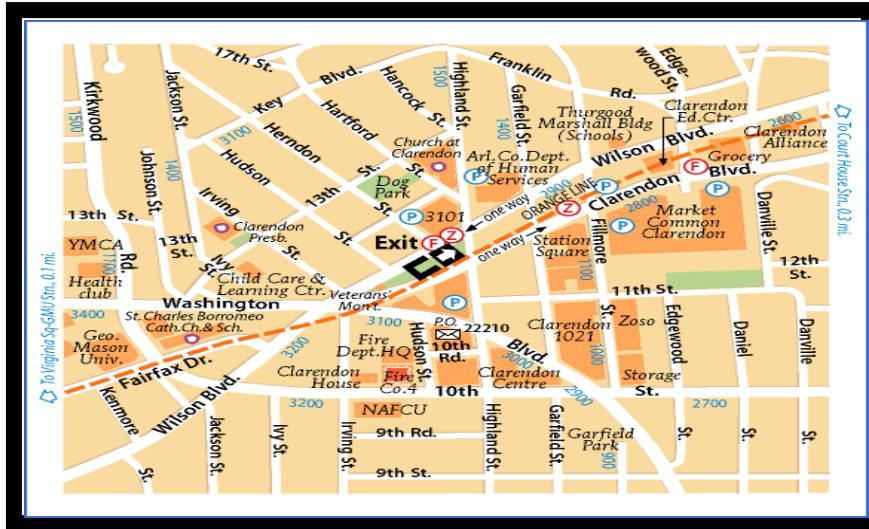 17th St.
Key
Blvd.
Franklin
Rd.
Edge-
wood St.
Kirkwood
Rd.
1500
Jackson St.
3100
Hancock St.
Hartford
St.
1500
Highland St.
Garfield St.
1400
Thurgood
Marshall Bldg
(Schools)
Clarendon
Ed.Ctr.
2600
Clarendon
Alliance
To Court House Stn., 0.3 mi.
Herndon
Hudson
St.
Johnson St.
1400
Irving
St.
13th
St.
Church at
Clarendon
Arl. Co. Dept.
of Human
Services
P
Wilson Blvd.
2900
F
Grocery
P
P
Clarendon
Blvd.
Dog
Park
P
3101
Z
F
Exit
one way
ORANGE LINE
one way
Z
2800
P
Market
Common
Clarendon
Danville St.
13th St.
YMCA
Health
club
1100
13th
St.
Clarendon
Presb.
Ivy
St.
Child Care &
Learning Ctr.
Veterans'
Mon't.
Station
Square
Fillmore
St.
1100
12th
St.
11th St.
Washington
Blvd.
St. Charles Borromeo
Cath.Ch.& Sch.
3400
Geo.
Mason
Univ.
3100
P
P.O.
22210
10th
Rd.
Fire
Dept.HQ
Hudson St.
Clarendon
1021
1000
Zoso
Edgewood
St.
Daniel
St.
Danville
St.
To Virginia Sq-GMU Stn, 0.1 mi.
Fairfax Dr.
Wilson Blvd.
3200
Clarendon
House
Fire
Co.4
3000
Clarendon
Centre
Storage
10th
St.
2900
2700
3200
NAFCU
Kenmore
St.
Jackson St.
Ivy St.
Irving St.
9th Rd.
9th St.
Highland St.
Garfield St.
Garfield
Park
900